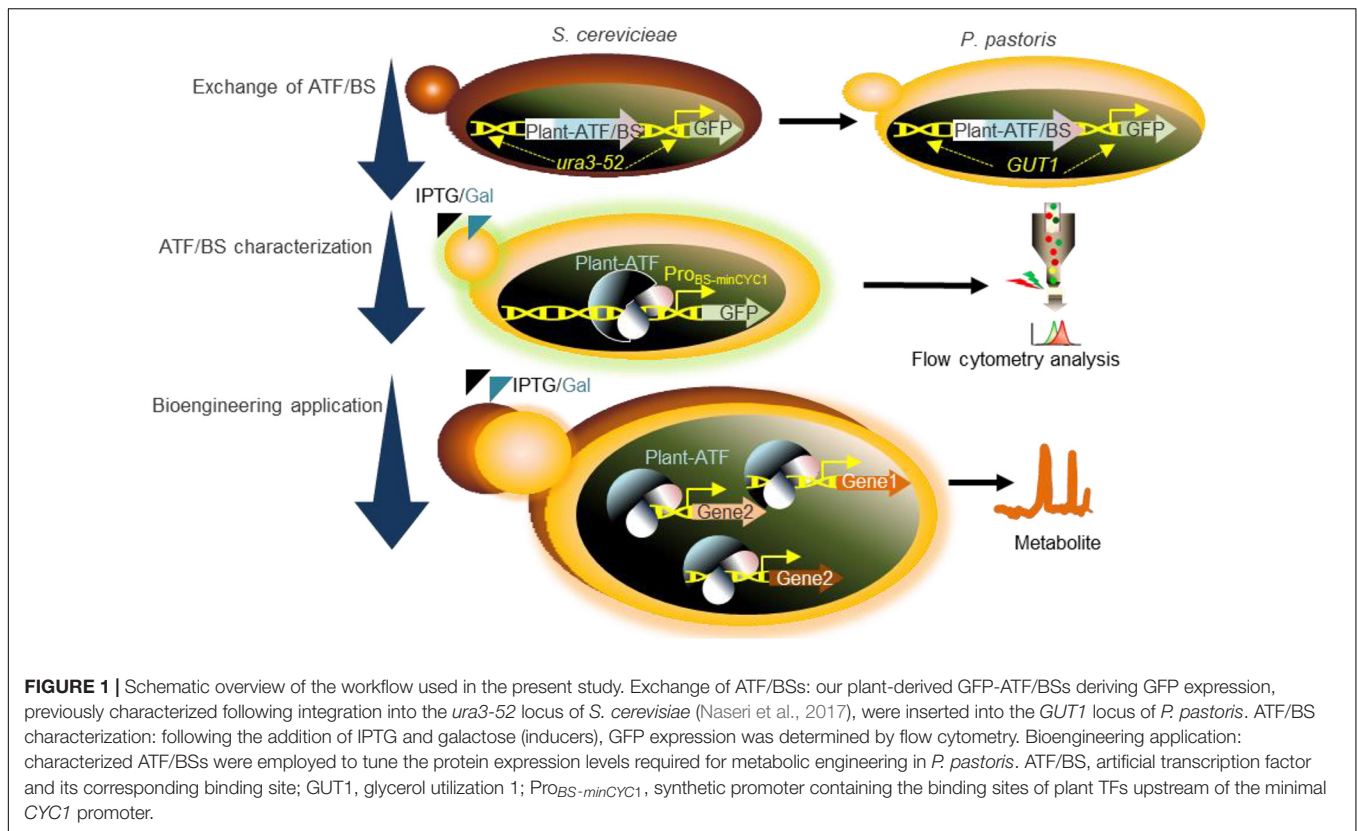 S. cerevicieae
P. pastoris
Exchange of ATF/BS
Plant-ATF/BS
GFP
ura3-52
Plant-ATF/BS
GFP
GUT1
IPTG/Gal
ATF/BS characterization
Plant-ATF
ProBS-minCYC1
GFP
Flow cytometry analysis
IPTG/Gal
Bioengineering application
Plant-ATF
Gene1
Gene2
Gene2
Metabolite
FIGURE 1 | Schematic overview of the workflow used in the present study. Exchange of ATF/BSs: our plant-derived GFP-ATF/BSs deriving GFP expression,
previously characterized following integration into the ura3-52 locus of S. cerevisiae (Naseri et al., 2017), were inserted into the GUT1 locus of P. pastoris. ATF/BS
characterization: following the addition of IPTG and galactose (inducers), GFP expression was determined by flow cytometry. Bioengineering application:
characterized ATF/BSs were employed to tune the protein expression levels required for metabolic engineering in P. pastoris. ATF/BS, artificial transcription factor
and its corresponding binding site; GUT1, glycerol utilization 1; ProBS-minCYC1, synthetic promoter containing the binding sites of plant TFs upstream of the minimal
CYC1 promoter.